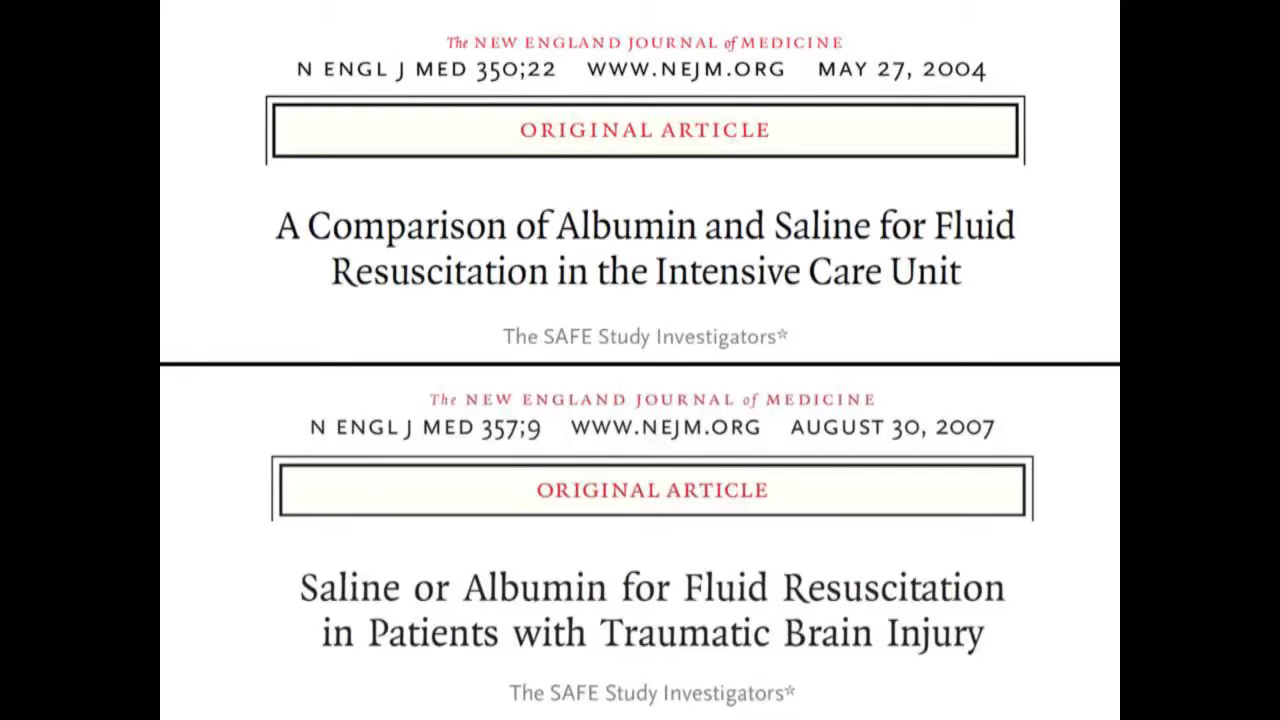 The NEW ENGLAND JOURNAL of MEDICINE
N ENGL J MED 350;22 WWW.NEJM.ORG MAY 27, 2004
ORIGINAL ARTICLE
A Comparison of Albumin and Saline for Fluid
Resuscitation in the Intensive Care Unit
The SAFE Study Investigators*
The NEW ENGLAND JOURNAL of MEDICINE
N ENGL J MED 357;9 WWW.NEJM.ORG AUGUST 30, 2007
ORIGINAL ARTICLE
Saline or Albumin for Fluid Resuscitation
in Patients with Traumatic Brain Injury
The SAFE Study Investigators*